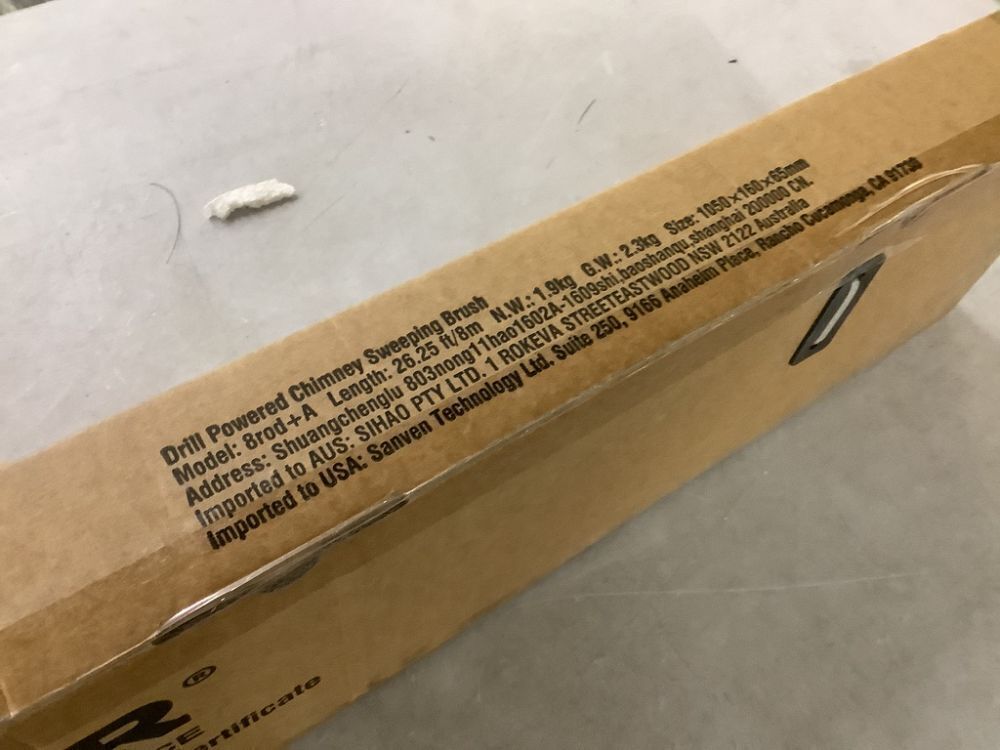 Drill Powered Chimney Sweeping Brush
Model: 8rod+A Length: 26.25 ft/8m N.W.: 1.9kg G.W.: 2.3kg Size: 1050×160×65mm
Address: Shuangchenglu 803nong11hao1602A-1609shi.baoshanqu.shanghai 200000 CN.
Imported to AUS: SIHAO PTY LTD. 1 ROKEVA STREETEASTWOOD NSW 2122 Australia
Imported to USA: Sanven Technology Ltd. Suite 250, 9166 Anaheim Place, Rancho Cucamonga, CA 91730
R®